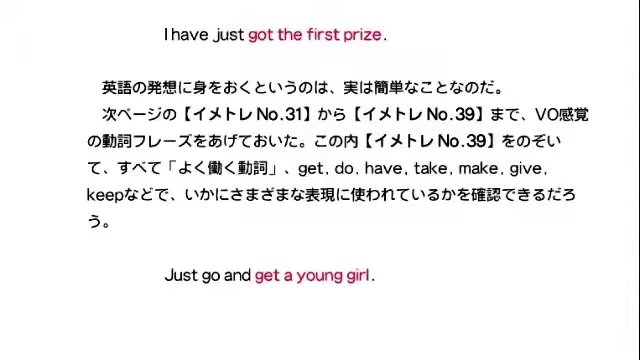 I have just got the first prize.
英語の発想に身をおくというのは、実は簡単なことなのだ。
次ページの【イメトレ No.31】から【イメトレ No.39】まで、VO感覚
の動詞フレーズをあげておいた。この内【イメトレ No.39】をのぞい
て、すべて「よく働く動詞」、get, do, have, take, make, give,
keepなどで、いかにさまざまな表現に使われているかを確認できるだろ
う。
Just go and get a young girl.